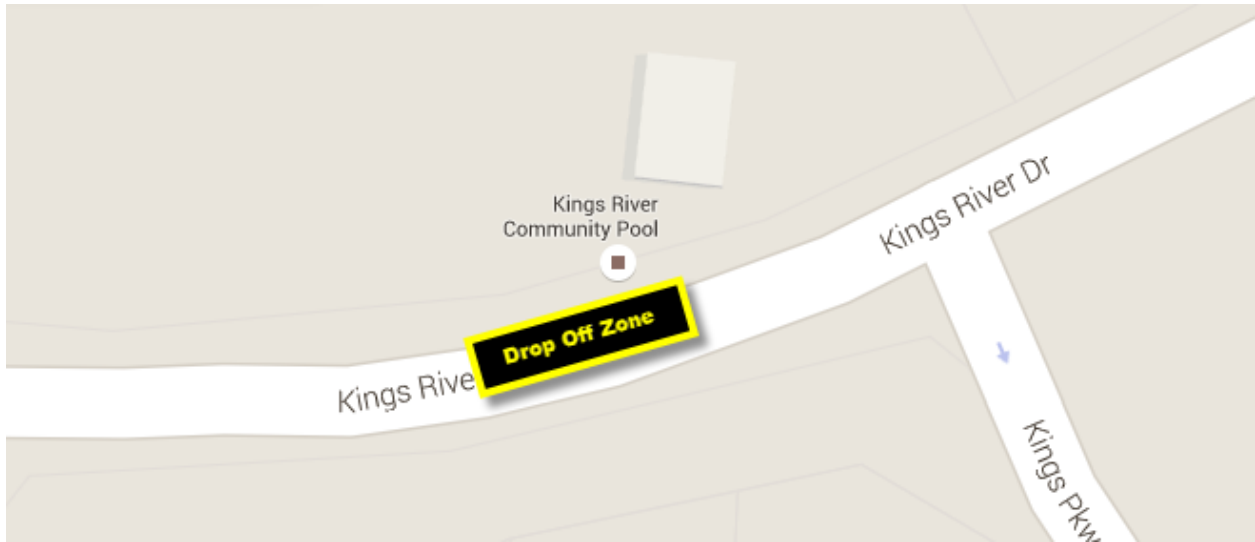 Kings River
Community Pool
Kings River Dr
Drop Off Zone
Kings Rive
Kings Pkw